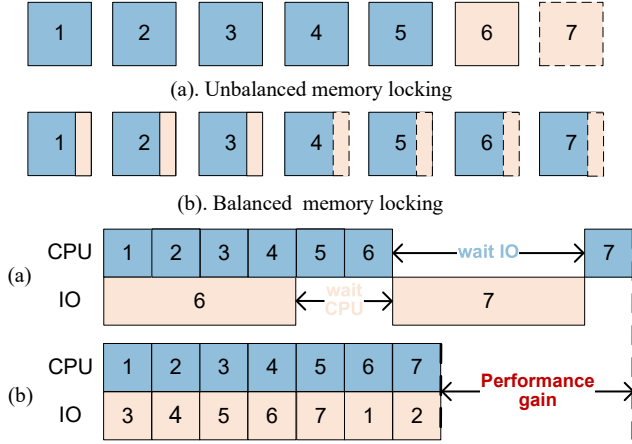 1 2 3 4 5 6 7
(a). Unbalanced memory locking
1 2 3 4 5 6 7
(b). Balanced memory locking
CPU 1 2 3 4 5 6 wait IO 7
(a)
IO 6 wait CPU 7
CPU 1 2 3 4 5 6 7
(b)
Performance gain
IO 3 4 5 6 7 1 2